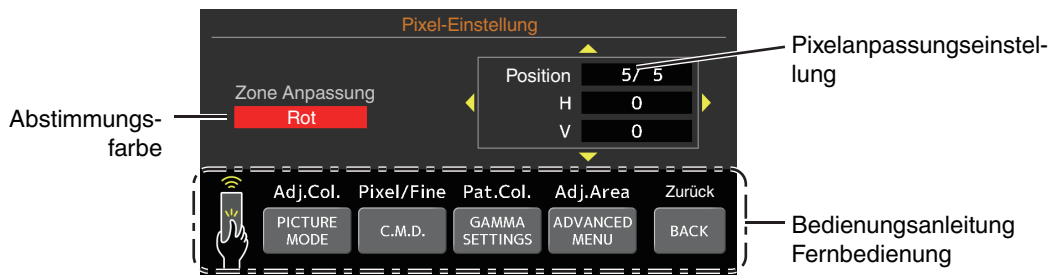 Pixel-Einstellung
Pixelanpassungseinstel-
lung
Position 5/ 5
Zone Anpassung
H 0
Rot
V 0
Abstimmungs-
farbe
Adj.Col. Pixel/Fine Pat.Col. Adj.Area Zurück
PICTURE MODE
C.M.D.
GAMMA SETTINGS
ADVANCED MENU
BACK
Bedienungsanleitung
Fernbedienung